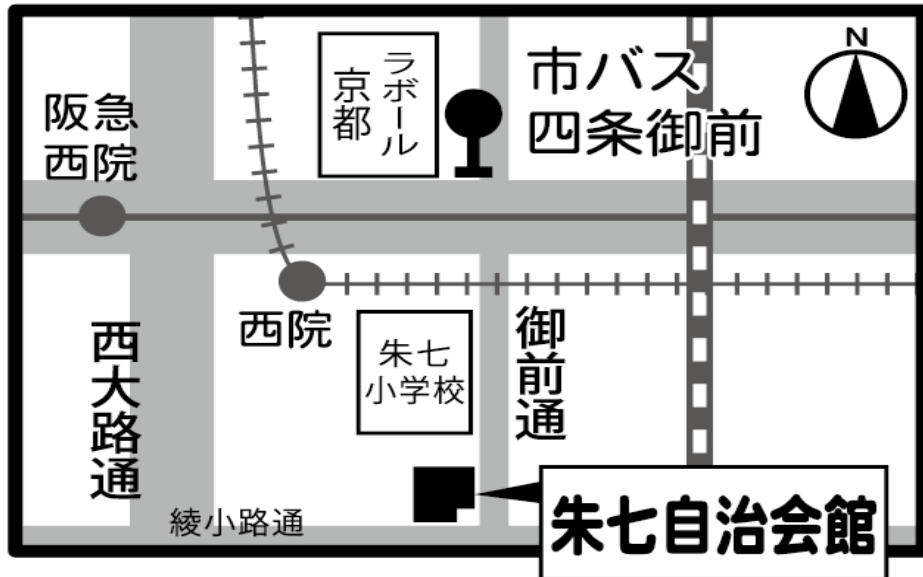 N
市バス
四条御前
ラボール
京都
阪急
西院
西院
朱七
小学校
御前通
西大路通
綾小路通
朱七自治会館